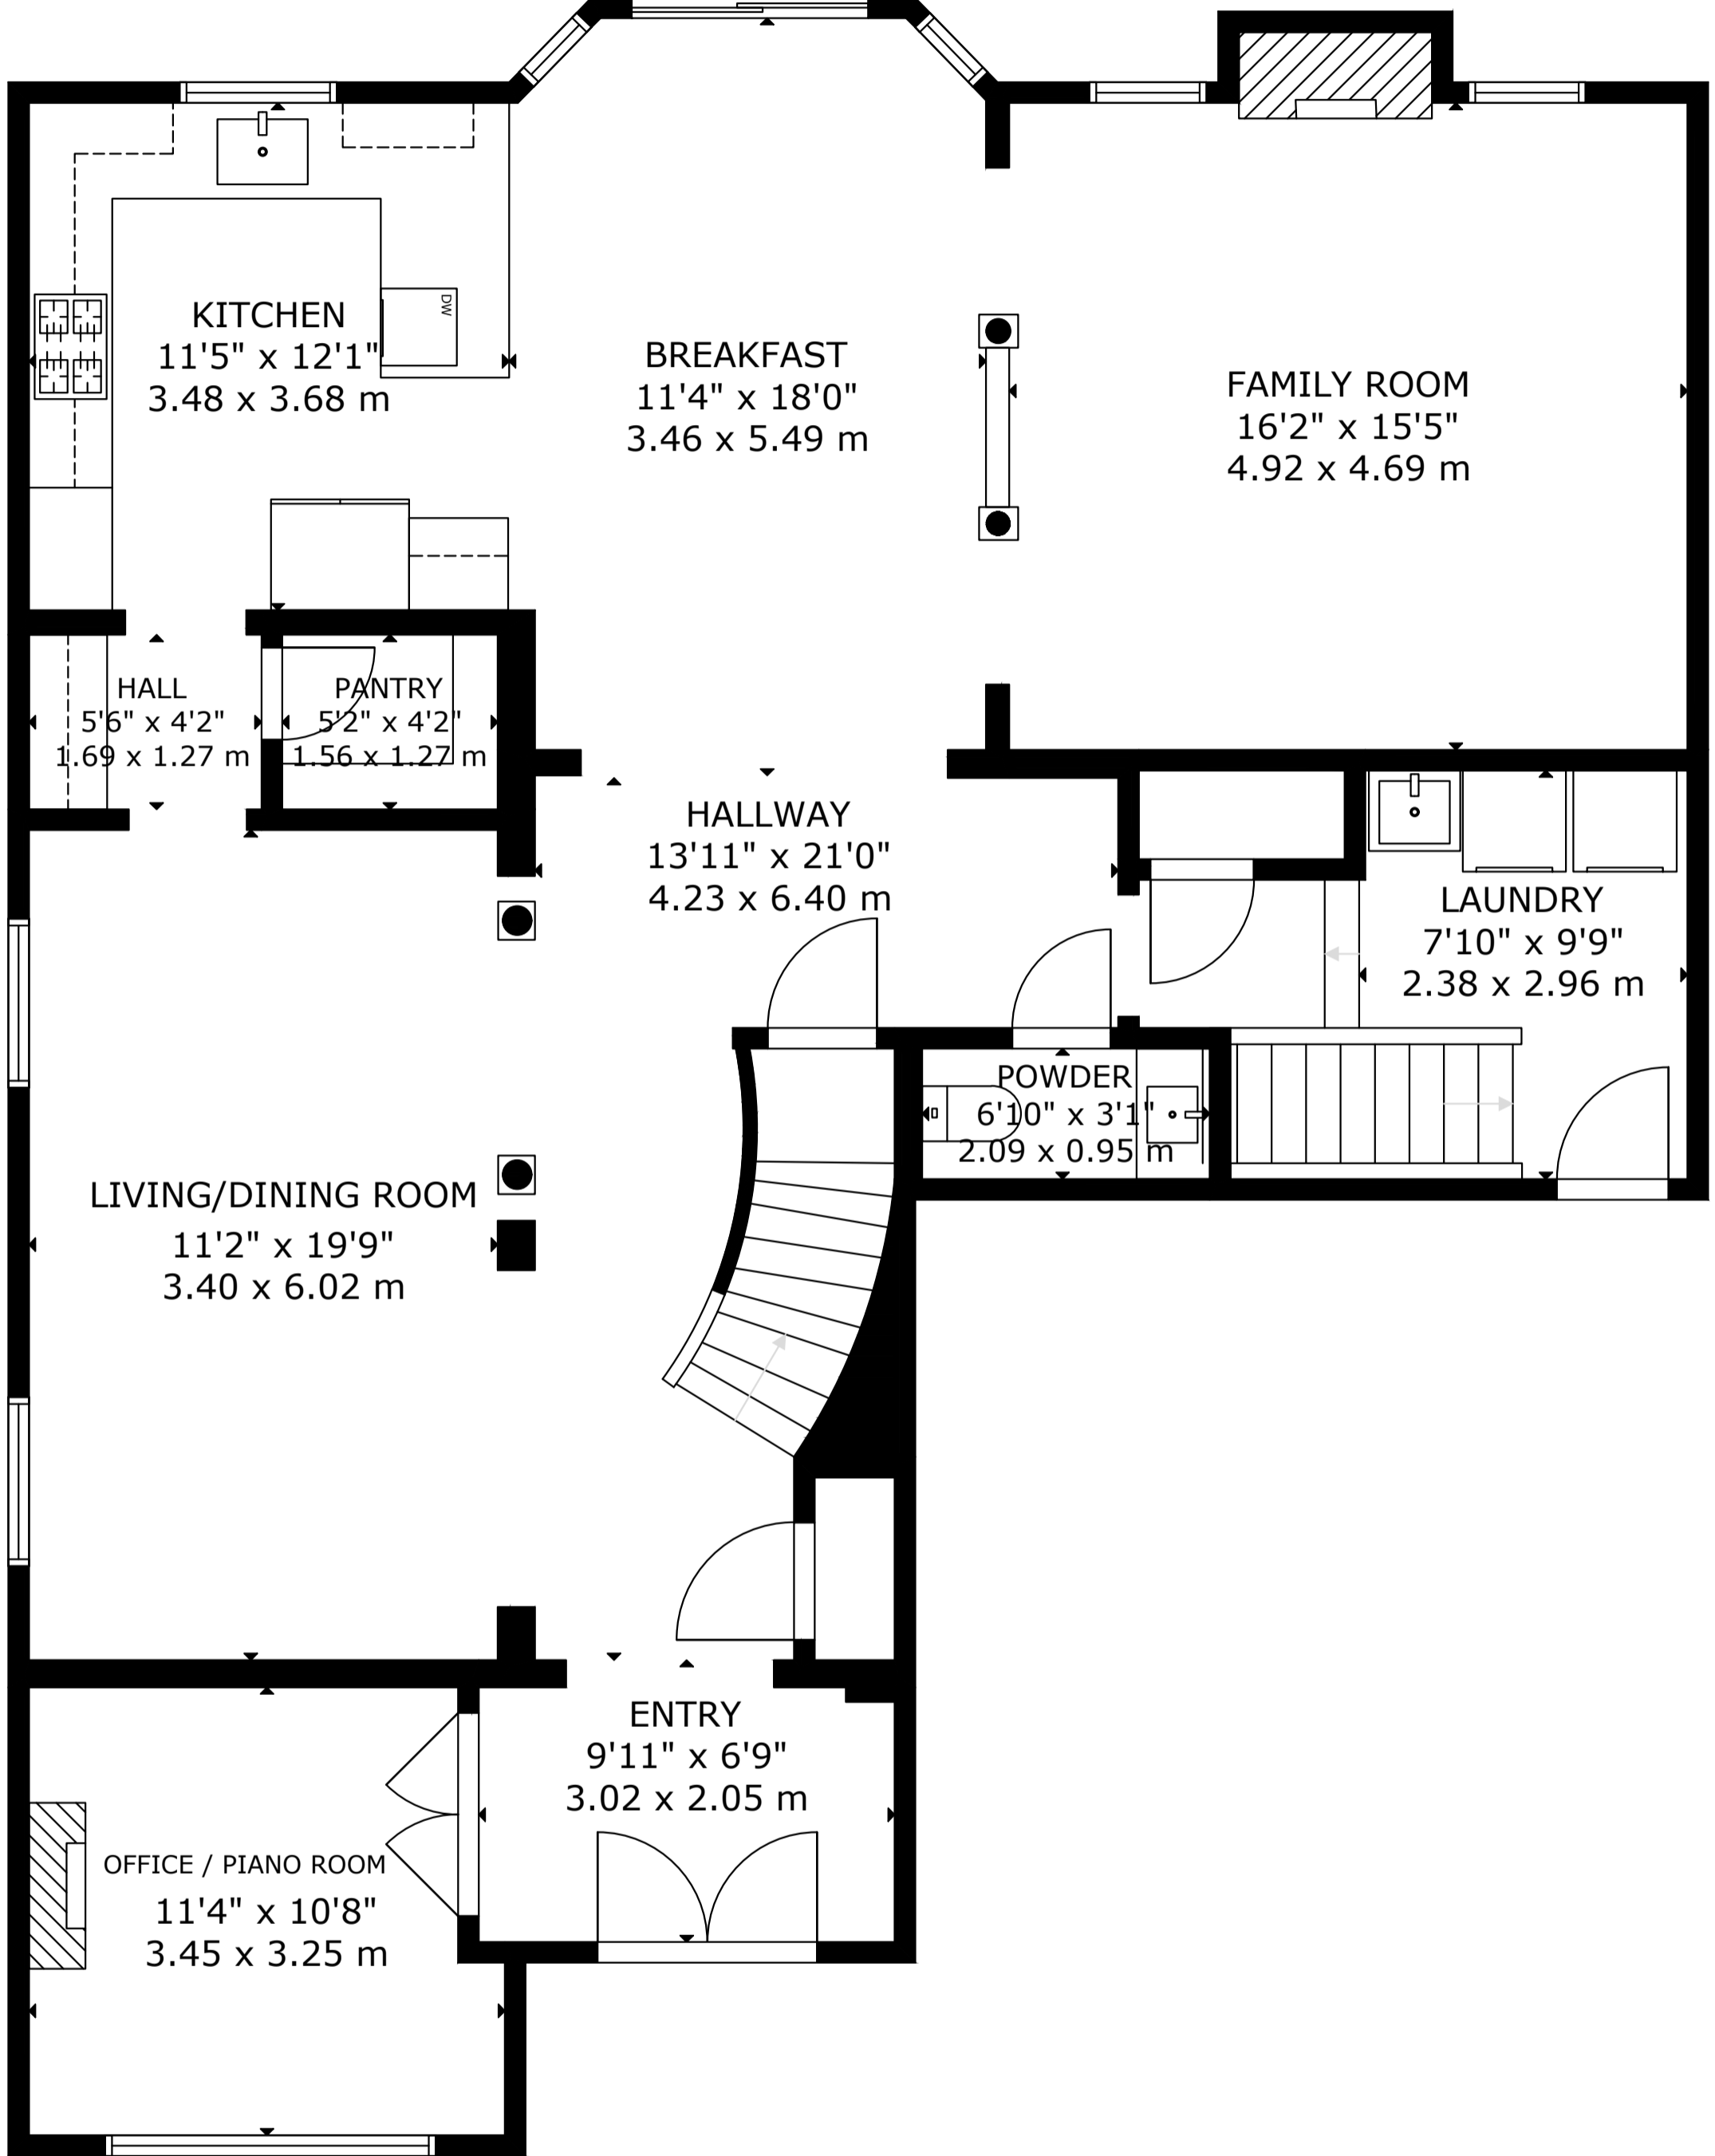 KITCHEN
11'5" x 12'1"
3.48 x 3.68 m
DW
BREAKFAST
11'4" x 18'0"
3.46 x 5.49 m
FAMILY ROOM
16'2" x 15'5"
4.92 x 4.69 m
HALL
5'6" x 4'2"
1.69 x 1.27 m
PANTRY
5'2" x 4'2"
1.56 x 1.27 m
HALLWAY
13'11" x 21'0"
4.23 x 6.40 m
LAUNDRY
7'10" x 9'9"
2.38 x 2.96 m
POWDER
6'10" x 3'1"
2.09 x 0.95 m
LIVING/DINING ROOM
11'2" x 19'9"
3.40 x 6.02 m
ENTRY
9'11" x 6'9"
3.02 x 2.05 m
OFFICE / PIANO ROOM
11'4" x 10'8"
3.45 x 3.25 m